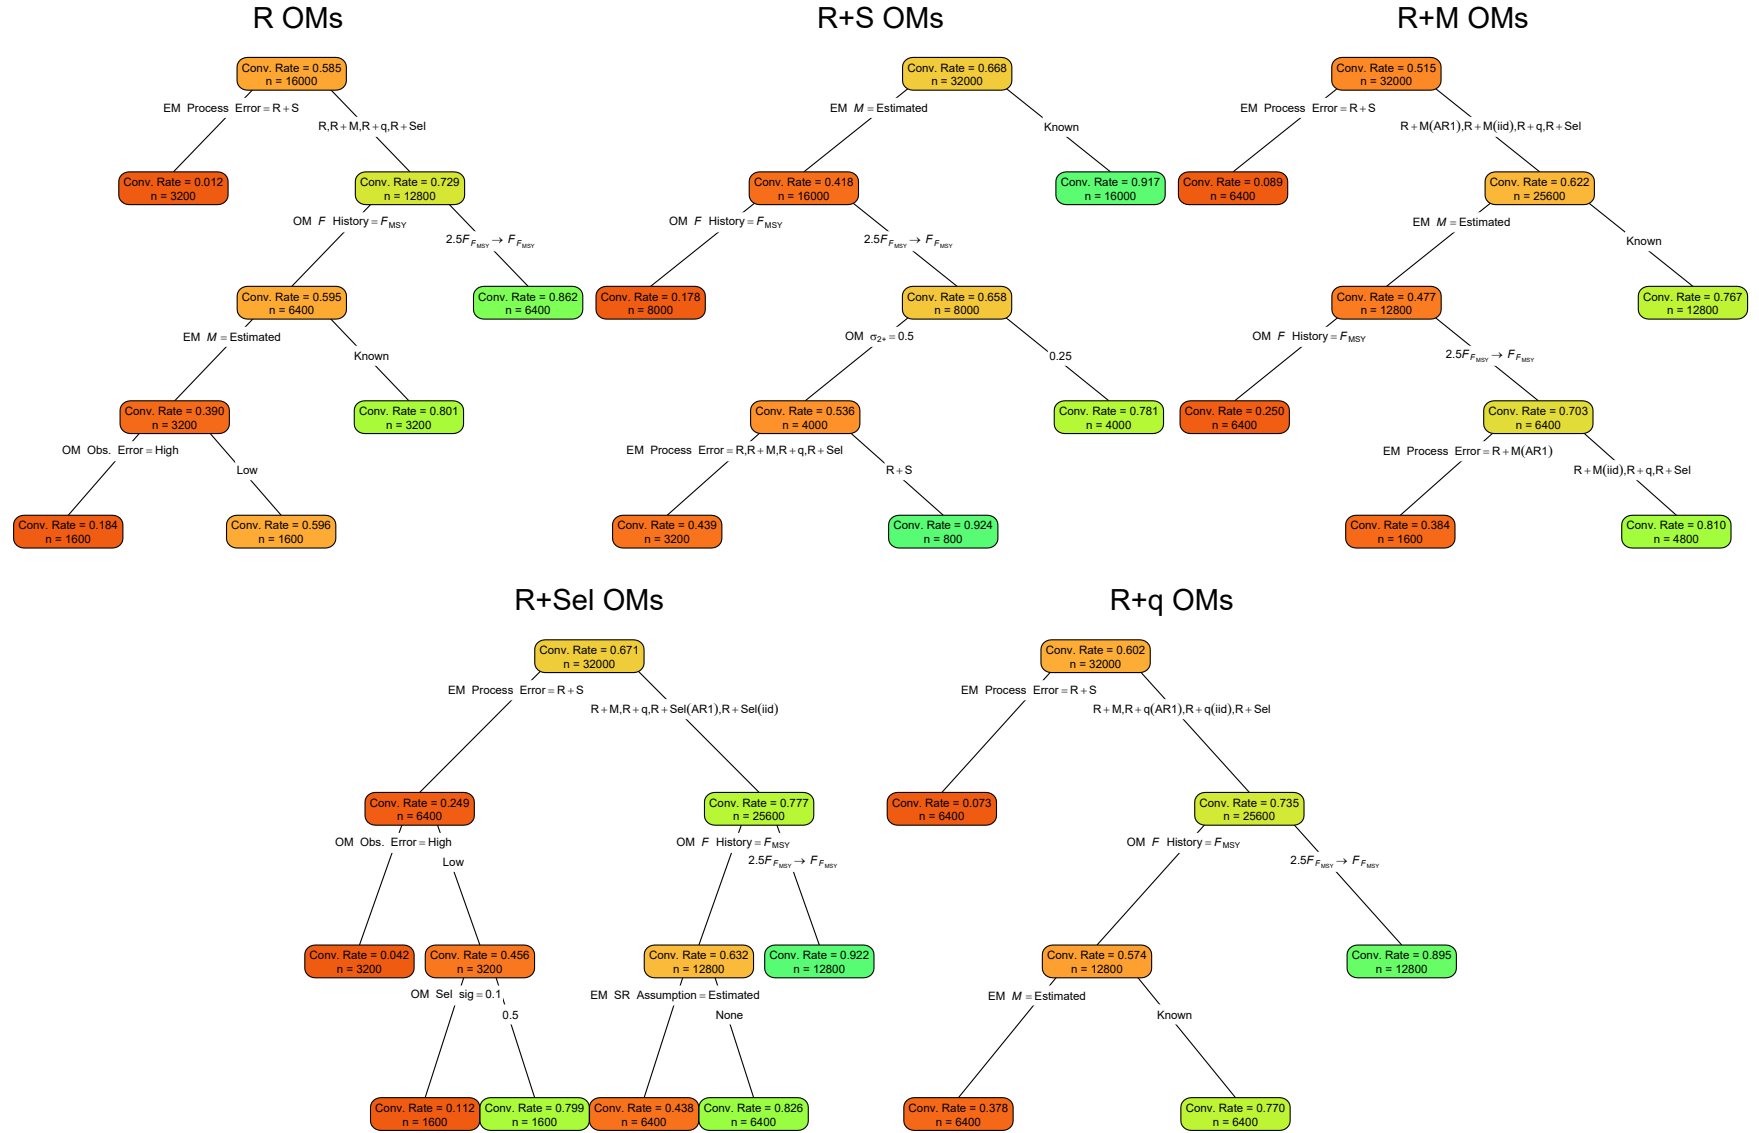 R OMs
R+S OMs
R+M OMs
Conv. Rate = 0.585
n = 16000
EM Process Error = R + S
R,R + M,R + q,R + Sel
Conv. Rate = 0.012
n = 3200
Conv. Rate = 0.729
n = 12800
OM F History = F_MSY
2.5F_F_MSY → F_F_MSY
Conv. Rate = 0.595
n = 6400
Conv. Rate = 0.862
n = 6400
EM M = Estimated
Known
Conv. Rate = 0.390
n = 3200
Conv. Rate = 0.801
n = 3200
OM Obs. Error = High
Low
Conv. Rate = 0.184
n = 1600
Conv. Rate = 0.596
n = 1600
Conv. Rate = 0.668
n = 32000
EM M = Estimated
Known
Conv. Rate = 0.418
n = 16000
Conv. Rate = 0.917
n = 16000
OM F History = F_MSY
2.5F_F_MSY → F_F_MSY
Conv. Rate = 0.178
n = 8000
Conv. Rate = 0.658
n = 8000
OM σ2+ = 0.5
0.25
Conv. Rate = 0.536
n = 4000
Conv. Rate = 0.781
n = 4000
EM Process Error = R,R + M,R + q,R + Sel
R + S
Conv. Rate = 0.439
n = 3200
Conv. Rate = 0.924
n = 800
Conv. Rate = 0.515
n = 32000
EM Process Error = R + S
R + M(AR1),R + M(iid),R + q,R + Sel
Conv. Rate = 0.089
n = 6400
Conv. Rate = 0.622
n = 25600
EM M = Estimated
Known
Conv. Rate = 0.477
n = 12800
Conv. Rate = 0.767
n = 12800
OM F History = F_MSY
2.5F_F_MSY → F_F_MSY
Conv. Rate = 0.250
n = 6400
Conv. Rate = 0.703
n = 6400
EM Process Error = R + M(AR1)
R + M(iid),R + q,R + Sel
Conv. Rate = 0.384
n = 1600
Conv. Rate = 0.810
n = 4800
R+Sel OMs
R+q OMs
Conv. Rate = 0.671
n = 32000
EM Process Error = R + S
R + M,R + q,R + Sel(AR1),R + Sel(iid)
Conv. Rate = 0.249
n = 6400
Conv. Rate = 0.777
n = 25600
OM Obs. Error = High
Low
OM F History = F_MSY
2.5F_F_MSY → F_F_MSY
Conv. Rate = 0.042
n = 3200
Conv. Rate = 0.456
n = 3200
Conv. Rate = 0.632
n = 12800
Conv. Rate = 0.922
n = 12800
OM Sel sig = 0.1
0.5
EM SR Assumption = Estimated
None
Conv. Rate = 0.112
n = 1600
Conv. Rate = 0.799
n = 1600
Conv. Rate = 0.438
n = 6400
Conv. Rate = 0.826
n = 6400
Conv. Rate = 0.602
n = 32000
EM Process Error = R + S
R + M,R + q(AR1),R + q(iid),R + Sel
Conv. Rate = 0.073
n = 6400
Conv. Rate = 0.735
n = 25600
OM F History = F_MSY
2.5F_F_MSY → F_F_MSY
Conv. Rate = 0.574
n = 12800
Conv. Rate = 0.895
n = 12800
EM M = Estimated
Known
Conv. Rate = 0.378
n = 6400
Conv. Rate = 0.770
n = 6400